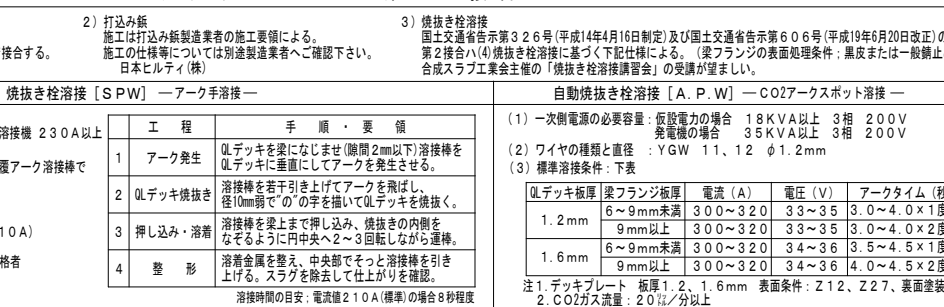 2)打込み鋲
施工は打込み鋲製造業者の施工要領による。
施工の仕様等については別途製造業者へご確認下さい。
日本ヒルティ(株)
接合する。
3)焼抜き栓溶接
国土交通省告示第326号(平成14年4月16日制定)及び国土交通省告示第606号(平成19年6月20日改正)の
第2接合ハ(4)焼抜き栓溶接に基づく下記仕様による。(梁フランジの表面処理条件;黒皮または一般錆止
合成スラブ工業会主催の「焼抜き栓溶接講習会」の受講が望ましい。
焼抜き栓溶接[SPW]―アーク手溶接―
溶接機 230A以上
覆アーク溶接棒で
10A)
格者
工程 手順・要領
1 アーク発生 QLデッキを梁になじませ(隙間2mm以下)溶接棒を
QLデッキに垂直にしてアークを発生させる。
2 QLデッキ焼抜き 溶接棒を若干引き上げてアークを飛ばし、
径10mm弱で"の"の字を描いてQLデッキを焼抜く。
3 押し込み・溶着 溶接棒を梁上まで押し込み、焼抜きの内側を
なぞるように円中央へ2~3回転しながら運棒。
4 整形 溶着金属を整え、中央部でそっと溶接棒を引き
上げる。スラグを除去して仕上がりを確認。
溶接時間の目安;電流値210A(標準)の場合8秒程度
自動焼抜き栓溶接[A.P.W]―CO2アークスポット溶接―
(1)一次側電源の必要容量:仮設電力の場合 18KVA以上 3相 200V
発電機の場合 35KVA以上 3相 200V
(2)ワイヤの種類と直径 :YGW 11、12 φ1.2mm
(3)標準溶接条件:下表
QLデッキ板厚 梁フランジ板厚 電流(A) 電圧(V) アークタイム(秒
1.2mm 6~9mm未満 300~320 33~35 3.0~4.0×1度
9mm以上 300~320 33~35 3.0~4.0×2度
1.6mm 6~9mm未満 300~320 34~36 3.5~4.5×1度
9mm以上 300~320 34~36 4.0~4.5×2度
注1.デッキプレート 板厚1.2、1.6mm 表面条件:Z12、Z27、裏面塗装
2.CO2ガス流量:20㍑/分以上